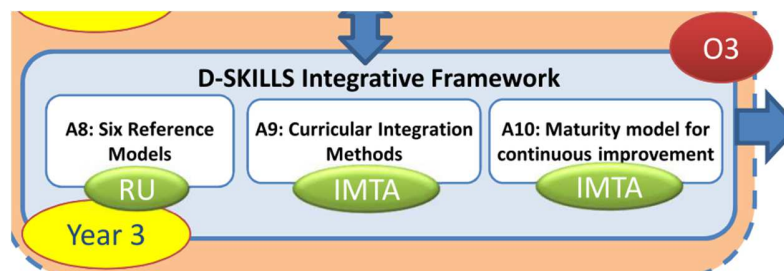 O3
D-SKILLS Integrative Framework
A8: Six Reference
Models
RU
A9: Curricular Integration
Methods
IMTA
A10: Maturity model for
continuous improvement
IMTA
Year 3